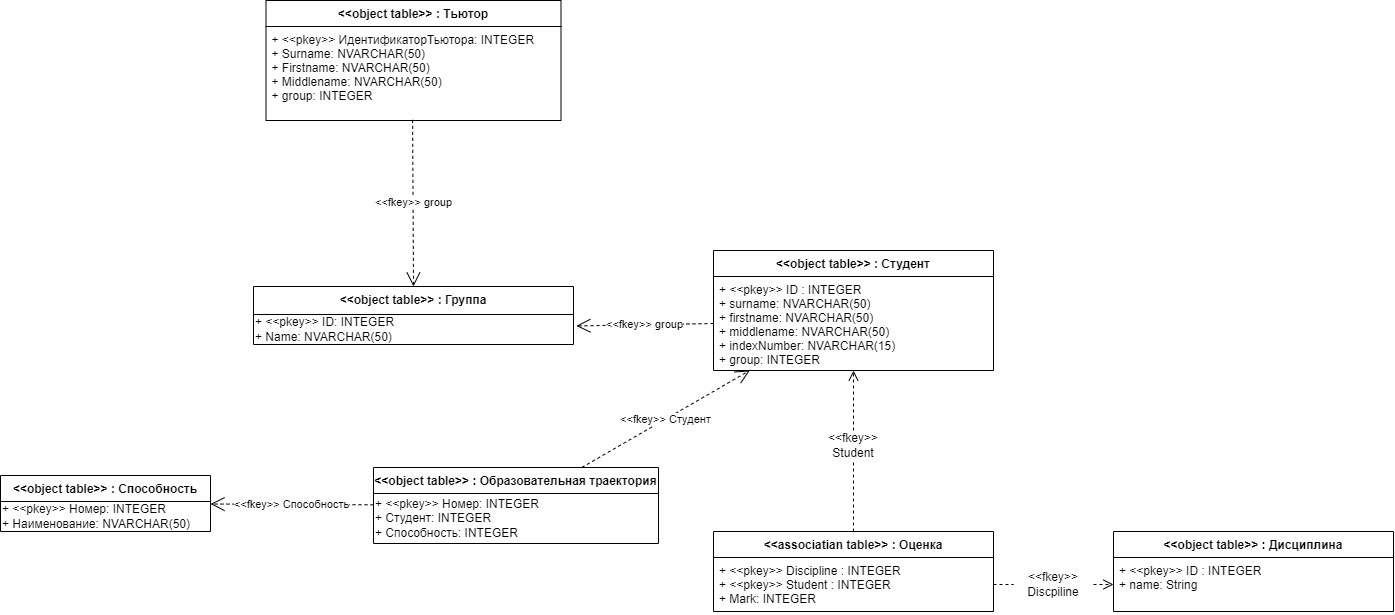 <<object table>> : Тьютор
+ <<pkey>> ИдентификаторТьютора: INTEGER
+ Surname: NVARCHAR(50)
+ Firstname: NVARCHAR(50)
+ Middlename: NVARCHAR(50)
+ group: INTEGER
<<fkey>> group
<<object table>> : Группа
+ <<pkey>> ID: INTEGER
+ Name: NVARCHAR(50)
<<fkey>> group
<<object table>> : Студент
+ <<pkey>> ID : INTEGER
+ surname: NVARCHAR(50)
+ firstname: NVARCHAR(50)
+ middlename: NVARCHAR(50)
+ indexNumber: NVARCHAR(15)
+ group: INTEGER
<<fkey>> Студент
<<fkey>>
Student
<<object table>> : Способность
+ <<pkey>> Номер: INTEGER
+ Наименование: NVARCHAR(50)
<<fkey>> Способность
<<object table>> : Образовательная траектория
+ <<pkey>> Номер: INTEGER
+ Студент: INTEGER
+ Способность: INTEGER
<<associatian table>> : Оценка
+ <<pkey>> Discipline : INTEGER
+ <<pkey>> Student : INTEGER
+ Mark: INTEGER
<<fkey>>
Discpiline
<<object table>> : Дисциплина
+ <<pkey>> ID : INTEGER
+ name: String